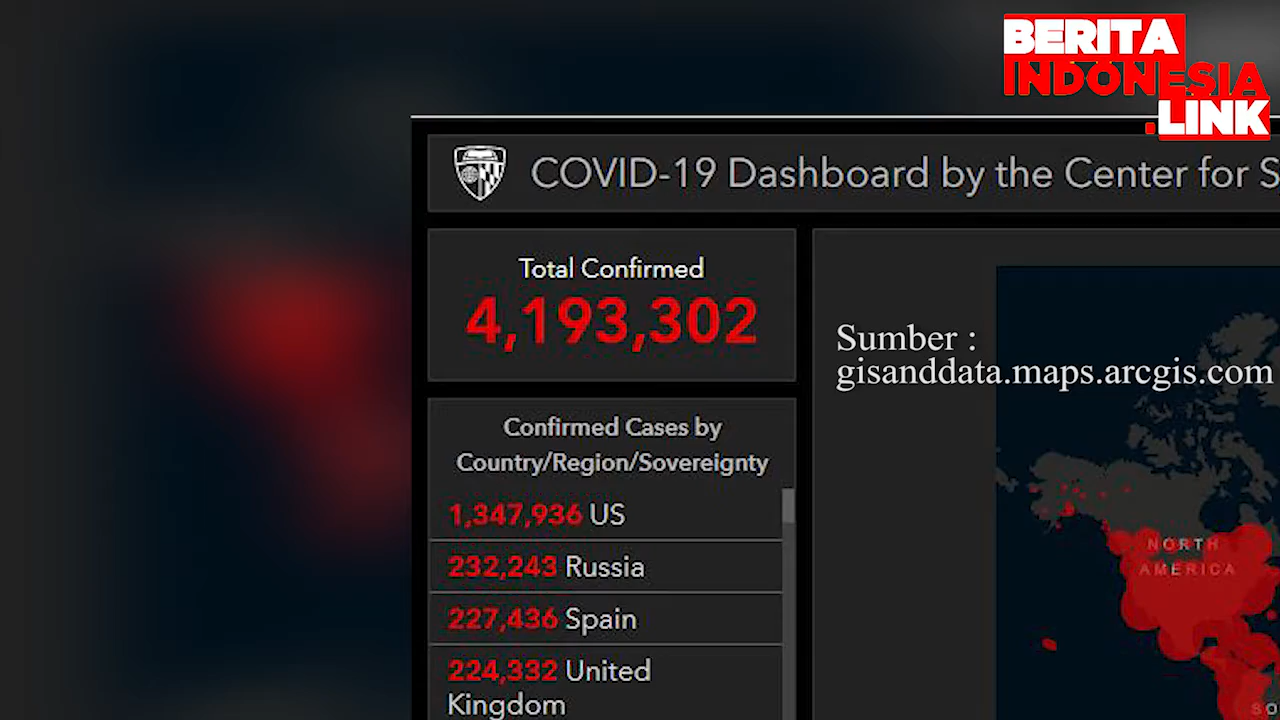 BERITA
INDONESIA
.LINK
COVID-19 Dashboard by the Center for S
Total Confirmed
4,193,302
Sumber :
gisanddata.maps.arcgis.com
Confirmed Cases by
Country/Region/Sovereignty
1,347,936 US
232,243 Russia
227,436 Spain
224,332 United
Kingdom
NORTH
AMERICA
SO